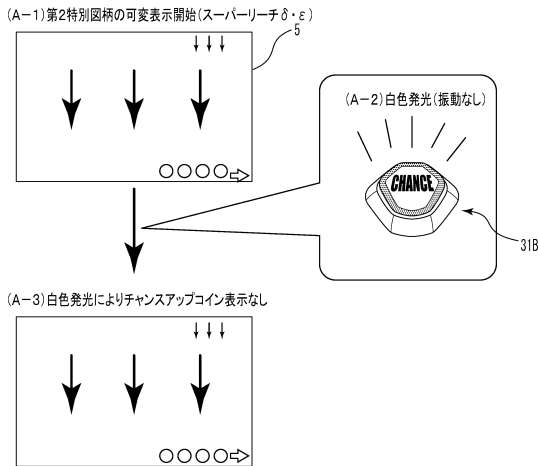 (A-1)第2特別図柄の可変表示開始(スーパーリーチδ・ε)
5
(A-2)白色発光(振動なし)
CHANCE
31B
(A-3)白色発光によりチャンスアップコイン表示なし